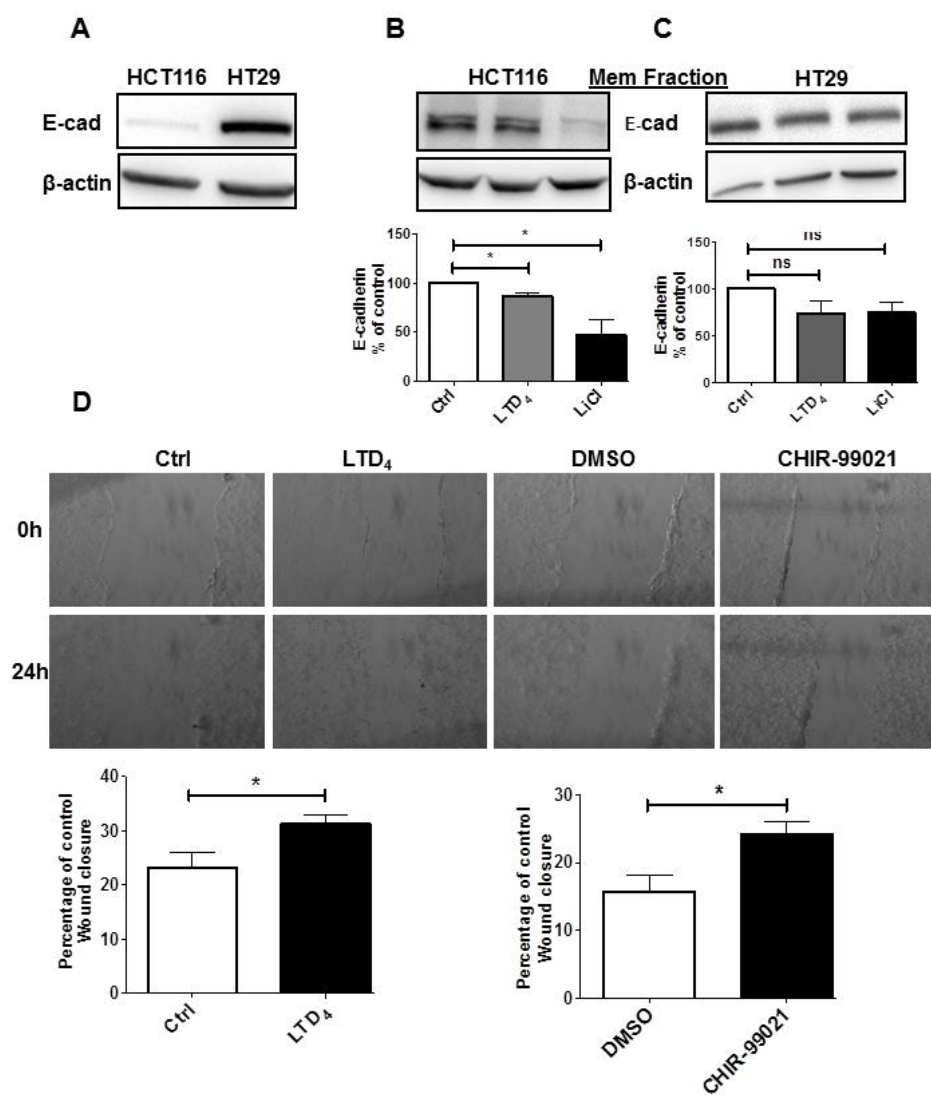 A
HCT116 HT29
E-cad
β-actin
B
C
HCT116 Mem Fraction HT29
E-cad
β-actin
150
100
50
0
E-cadherin
% of control
*
*
Ctrl
LTD4
LiCl
150
100
50
0
E-cadherin
% of control
ns
ns
Ctrl
LTD4
LiCl
D
Ctrl LTD4 DMSO CHIR-99021
0h
24h
40
30
20
10
0
Percentage of control
Wound closure
*
Ctrl
LTD4
30
20
10
0
Percentage of control
Wound closure
*
DMSO
CHIR-99021